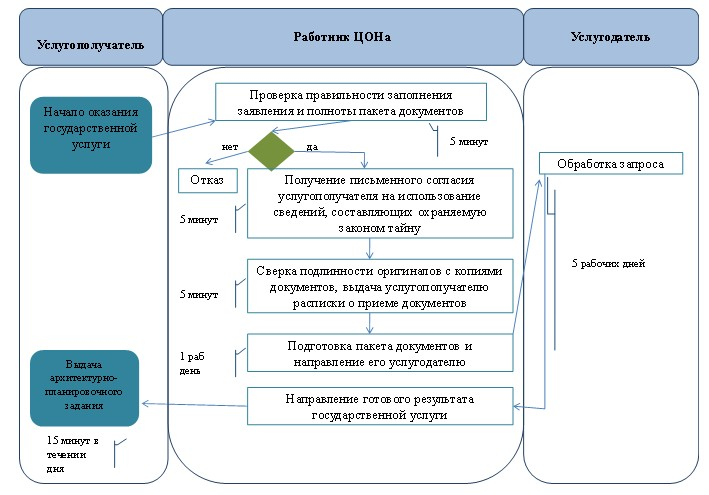 Услугополучатель
Работник ЦОНа
Услугодатель
Начало оказания
государственной
услуги
Проверка правильности заполнения
заявления и полноты пакета документов
5 минут
нет
да
Отказ
Получение письменного согласия
услугополучателя на использование
сведений, составляющих охраняемую
законом тайну
5 минут
Обработка запроса
5 рабочих дней
Сверка подлинности оригиналов с копиями
документов, выдача услугополучателю
расписки о приеме документов
5 минут
Подготовка пакета документов и
направление его услугодателю
1 раб
день
Направление готового результата
государственной услуги
Выдача
архитектурно-
планировочного
задания
15 минут в
течении
дня